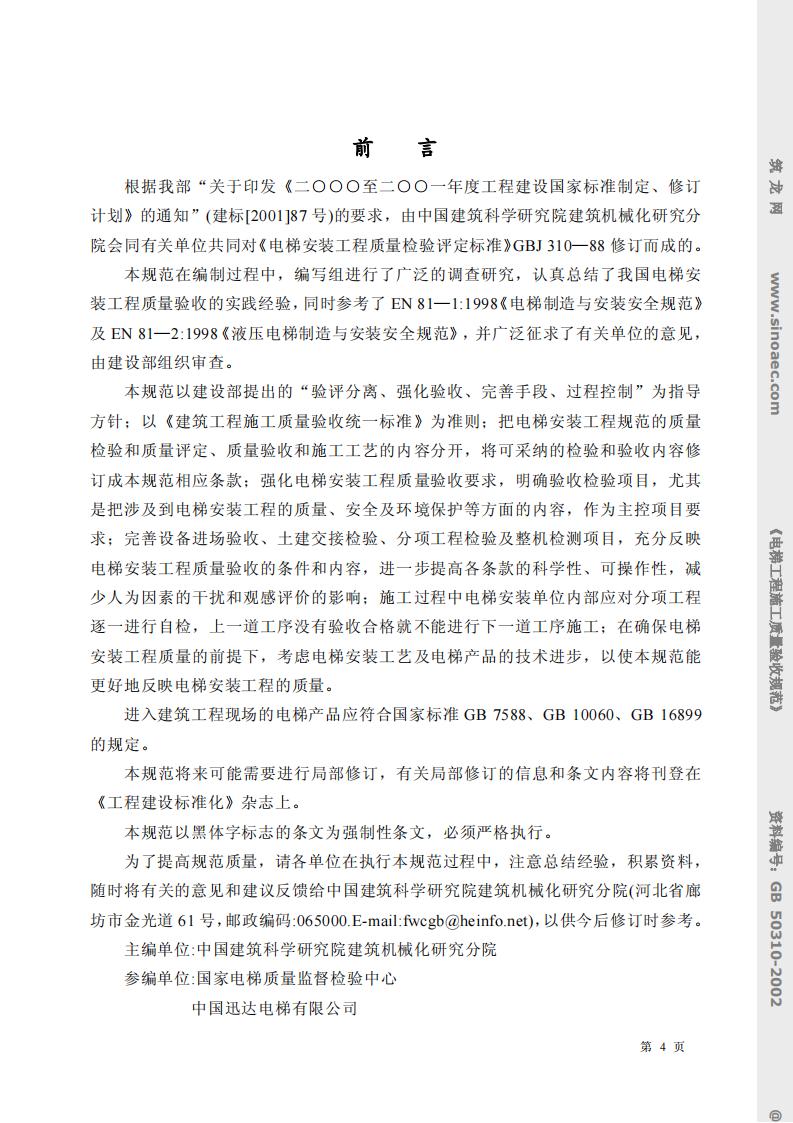 前 言
根据我部“关于印发《二〇〇〇至二〇〇一年度工程建设国家标准制定、修订
计划》的通知”(建标[2001]87 号)的要求，由中国建筑科学研究院建筑机械化研究分
院会同有关单位共同对《电梯安装工程质量检验评定标准》GBJ 310—88 修订而成的。
本规范在编制过程中，编写组进行了广泛的调查研究，认真总结了我国电梯安
装工程质量验收的实践经验，同时参考了 EN 81—1:1998《电梯制造与安装安全规范》
及 EN 81—2:1998《液压电梯制造与安装安全规范》，并广泛征求了有关单位的意见，
由建设部组织审查。
本规范以建设部提出的“验评分离、强化验收、完善手段、过程控制”为指导
方针；以《建筑工程施工质量验收统一标准》为准则；把电梯安装工程规范的质量
检验和质量评定、质量验收和施工工艺的内容分开，将可采纳的检验和验收内容修
订成本规范相应条款；强化电梯安装工程质量验收要求，明确验收检验项目，尤其
是把涉及到电梯安装工程的质量、安全及环境保护等方面的内容，作为主控项目要
求；完善设备进场验收、土建交接检验、分项工程检验及整机检测项目，充分反映
电梯安装工程质量验收的条件和内容，进一步提高各条款的科学性、可操作性，减
少人为因素的干扰和观感评价的影响；施工过程中电梯安装单位内部应对分项工程
逐一进行自检，上一道工序没有验收合格就不能进行下一道工序施工；在确保电梯
安装工程质量的前提下，考虑电梯安装工艺及电梯产品的技术进步，以使本规范能
更好地反映电梯安装工程的质量。
进入建筑工程现场的电梯产品应符合国家标准 GB 7588、GB 10060、GB 16899
的规定。
本规范将来可能需要进行局部修订，有关局部修订的信息和条文内容将刊登在
《工程建设标准化》杂志上。
本规范以黑体字标志的条文为强制性条文，必须严格执行。
为了提高规范质量，请各单位在执行本规范过程中，注意总结经验，积累资料，
随时将有关的意见和建议反馈给中国建筑科学研究院建筑机械化研究分院(河北省廊
坊市金光道 61 号，邮政编码:065000.E-mail:fwcgb@heinfo.net)，以供今后修订时参考。
主编单位:中国建筑科学研究院建筑机械化研究分院
参编单位:国家电梯质量监督检验中心
中国迅达电梯有限公司
第 4 页
筑 龙 网
www.sinoaec.com
《电梯工程施工质量验收规范》
资料编号: GB 50310-2002
@